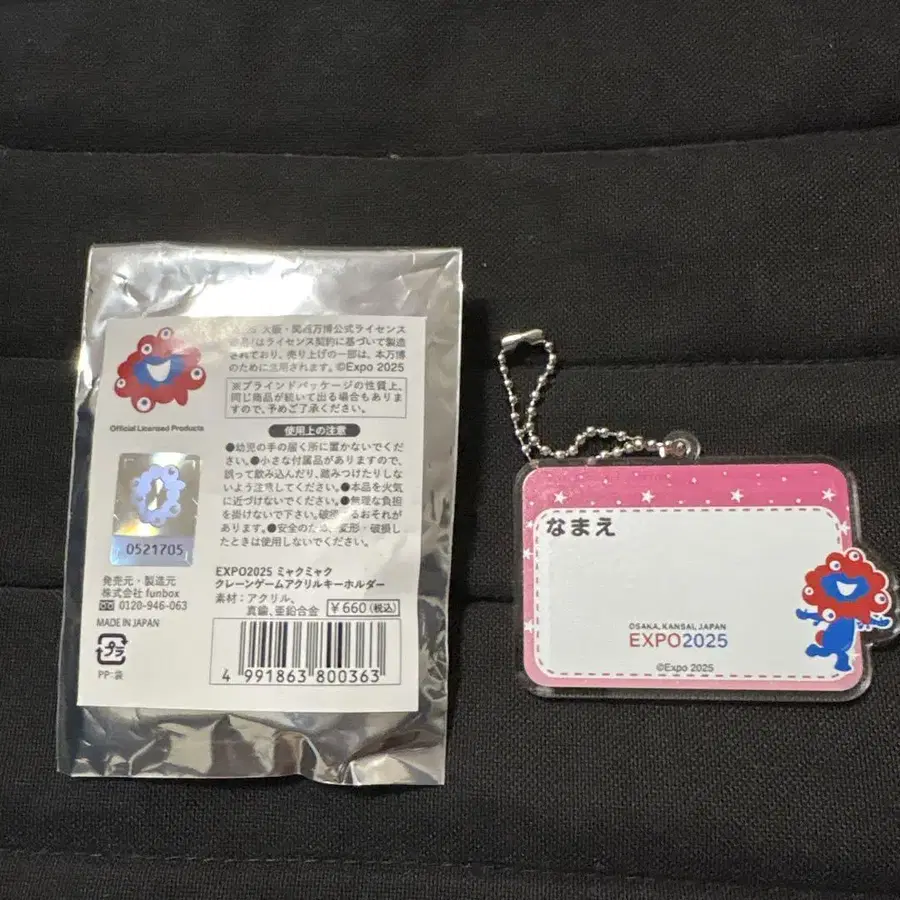 大阪・関西万博公式ライセンス
はライセンス契約に基づいて製造
されており、売り上げの一部は、本万博
のために活用されます。©Expo 2025
※ブラインドパッケージの性質上、
同じ商品が続いて出る場合もあり
ますので、予めご了承ください。
Official Licensed Products
使用上の注意
●幼児の手の届く所に置かないでくだ
さい。●小さな付属品がありますので、
誤って飲み込んだり、踏みつけたりしな
いよう注意してください。●本品を火気
に近づけないでください。●無理な負担
を掛けないで下さい。破損するおそれが
あります。●安全のため、変形・破損し
たときは使用しないでください。
0521705
発売元・製造元
株式会社 funbox
0120-946-063
MADE IN JAPAN
プラ
PP:袋
EXPO2025 ミャクミャク
クレーンゲームアクリルキーホルダー
素材:アクリル、
真鍮、亜鉛合金
¥660(税込)
4 991863 800363
なまえ
OSAKA, KANSAI, JAPAN
EXPO2025
©Expo 2025